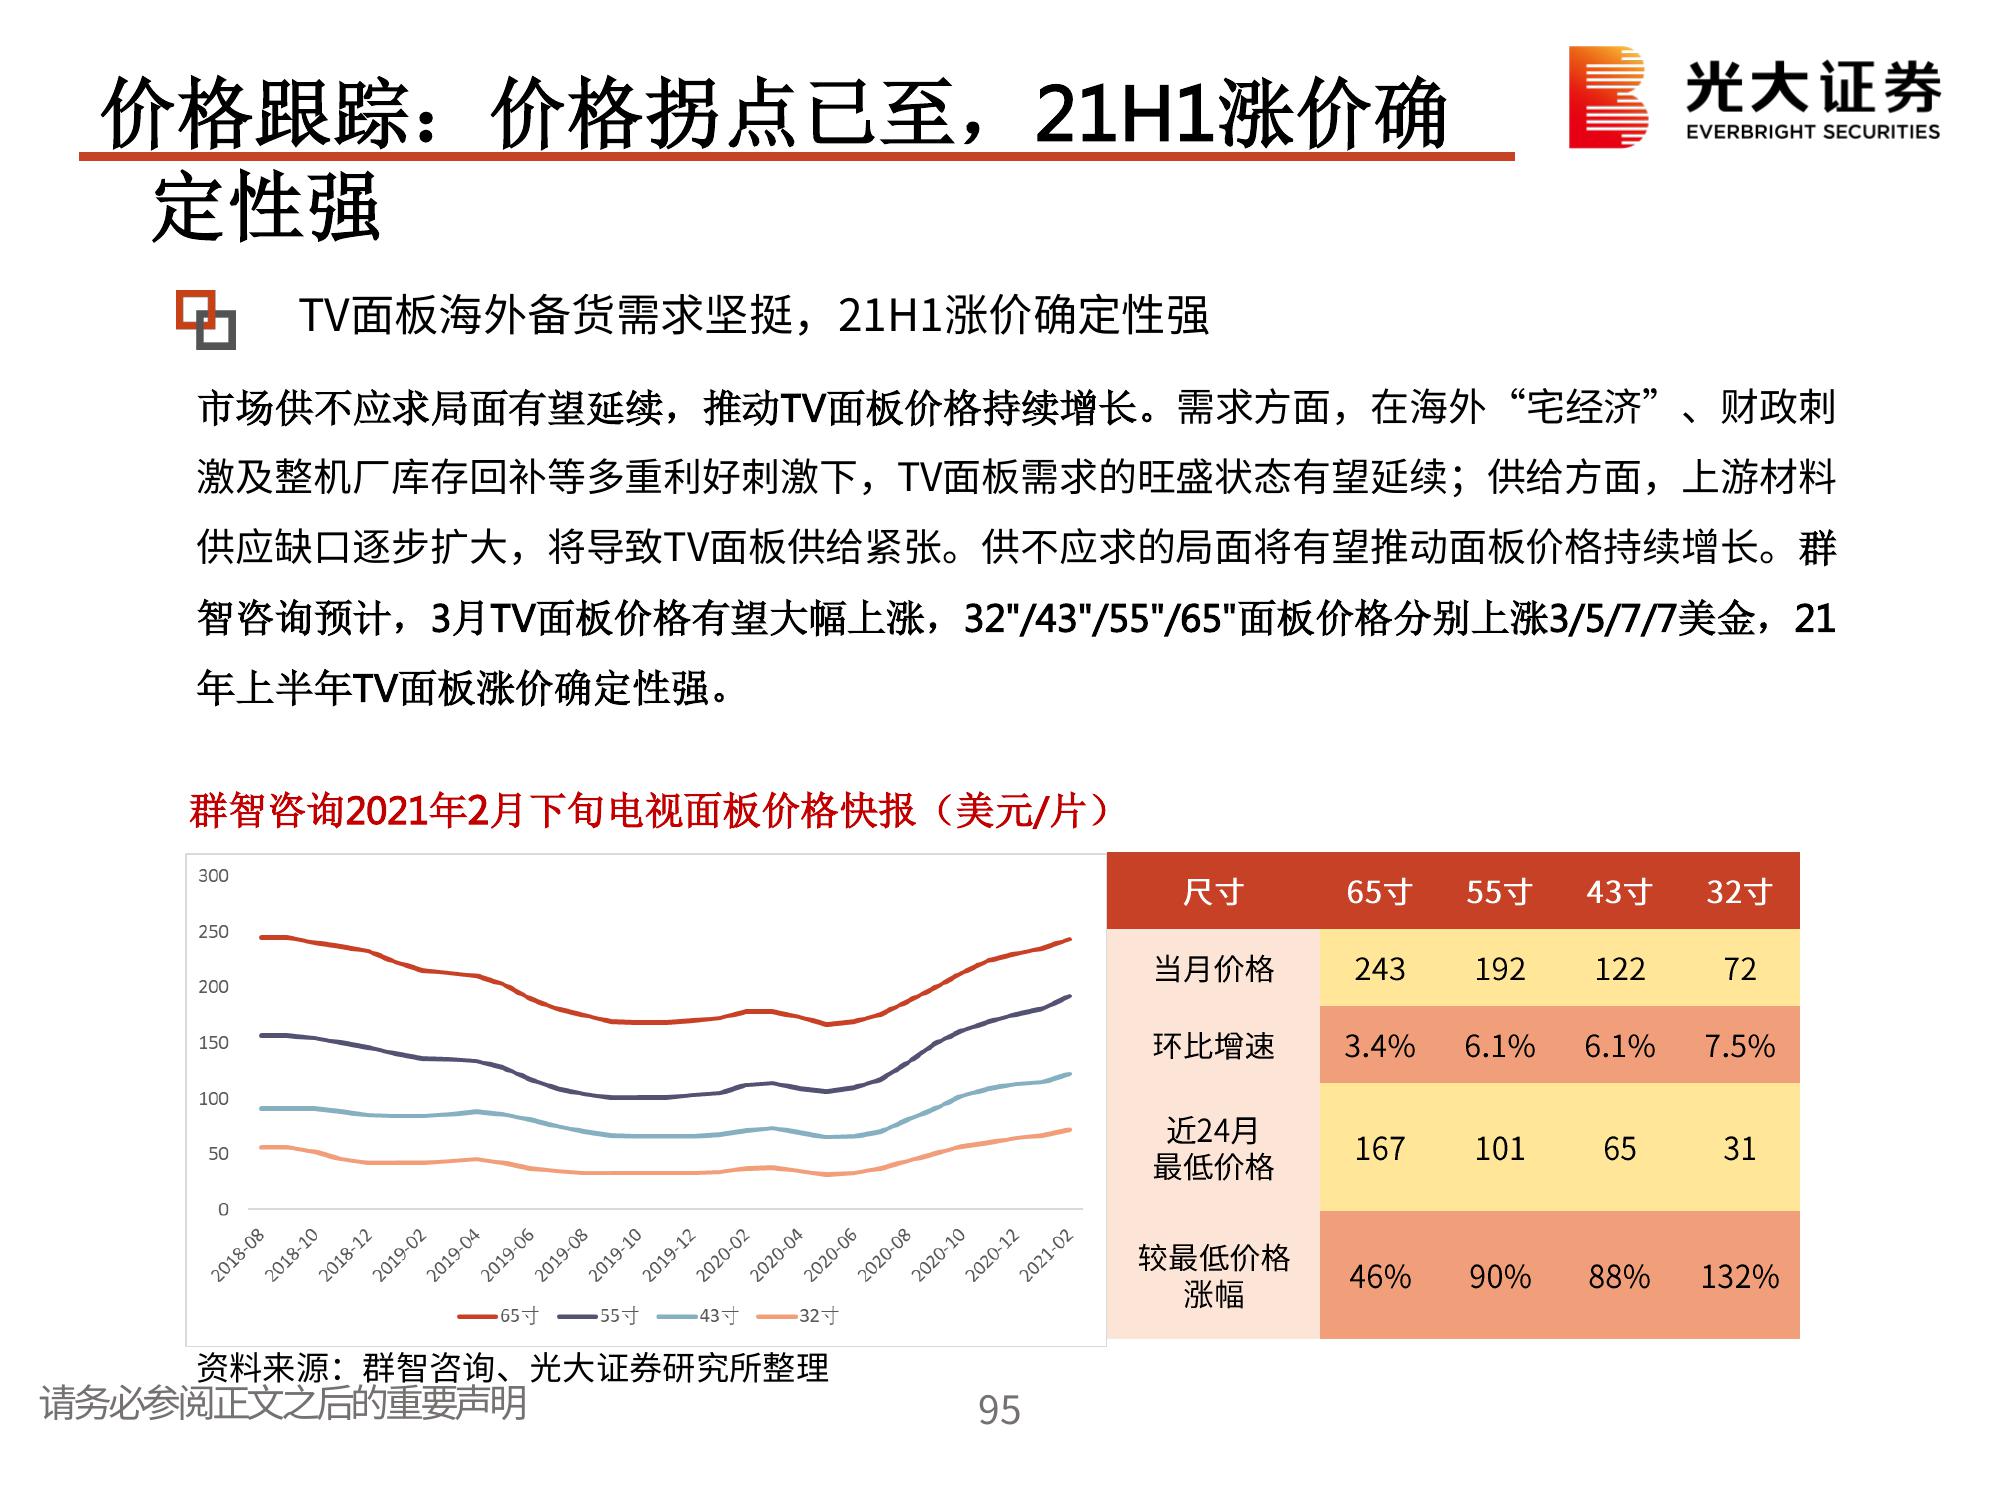 价格跟踪：价格拐点已至，21H1涨价确
定性强
光大证券
EVERBRIGHT SECURITIES
TV面板海外备货需求坚挺，21H1涨价确定性强
市场供不应求局面有望延续，推动TV面板价格持续增长。需求方面，在海外“宅经济”、财政刺
激及整机厂库存回补等多重利好刺激下，TV面板需求的旺盛状态有望延续；供给方面，上游材料
供应缺口逐步扩大，将导致TV面板供给紧张。供不应求的局面将有望推动面板价格持续增长。群
智咨询预计，3月TV面板价格有望大幅上涨，32"/43"/55"/65"面板价格分别上涨3/5/7/7美金，21
年上半年TV面板涨价确定性强。
群智咨询2021年2月下旬电视面板价格快报（美元/片）
300
250
200
150
100
50
0
2018-08 2018-10 2018-12 2019-02 2019-04 2019-06 2019-08 2019-10 2019-12 2020-02 2020-04 2020-06 2020-08 2020-10 2020-12 2021-02
65寸 55寸 43寸 32寸
尺寸 65寸 55寸 43寸 32寸
当月价格 243 192 122 72
环比增速 3.4% 6.1% 6.1% 7.5%
近24月
最低价格 167 101 65 31
较最低价格
涨幅 46% 90% 88% 132%
资料来源：群智咨询、光大证券研究所整理
请务必参阅正文之后的重要声明
95